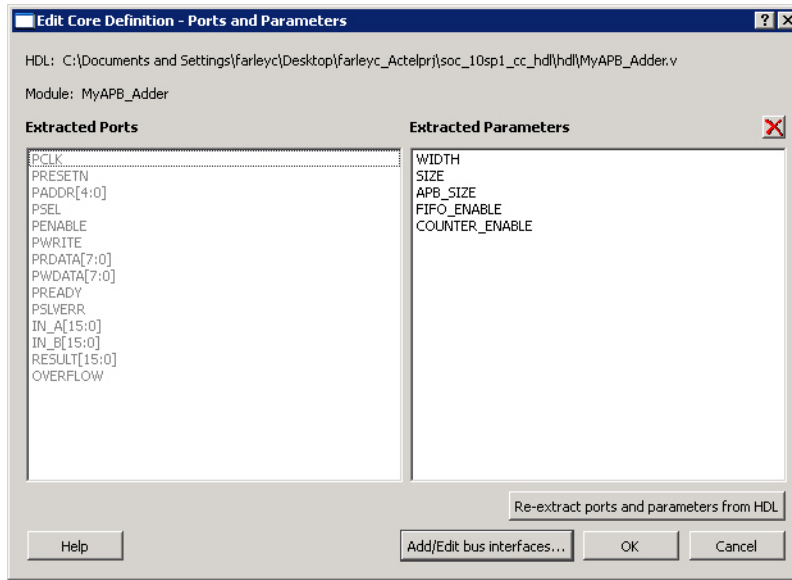 Edit Core Definition - Ports and Parameters
HDL: C:\Documents and Settings\farleyc\Desktop\farleyc_Actelprj\soc_10sp1_cc_hdl\hdl\MyAPB_Adder.v
Module: MyAPB_Adder
Extracted Ports
PCLK
PRESETN
PADDR[4:0]
PSEL
PENABLE
PWRITE
PRDATA[7:0]
PWDATA[7:0]
PREADY
PSLVERR
IN_A[15:0]
IN_B[15:0]
RESULT[15:0]
OVERFLOW
Extracted Parameters
WIDTH
SIZE
APB_SIZE
FIFO_ENABLE
COUNTER_ENABLE
Re-extract ports and parameters from HDL
Help
Add/Edit bus interfaces...
OK
Cancel